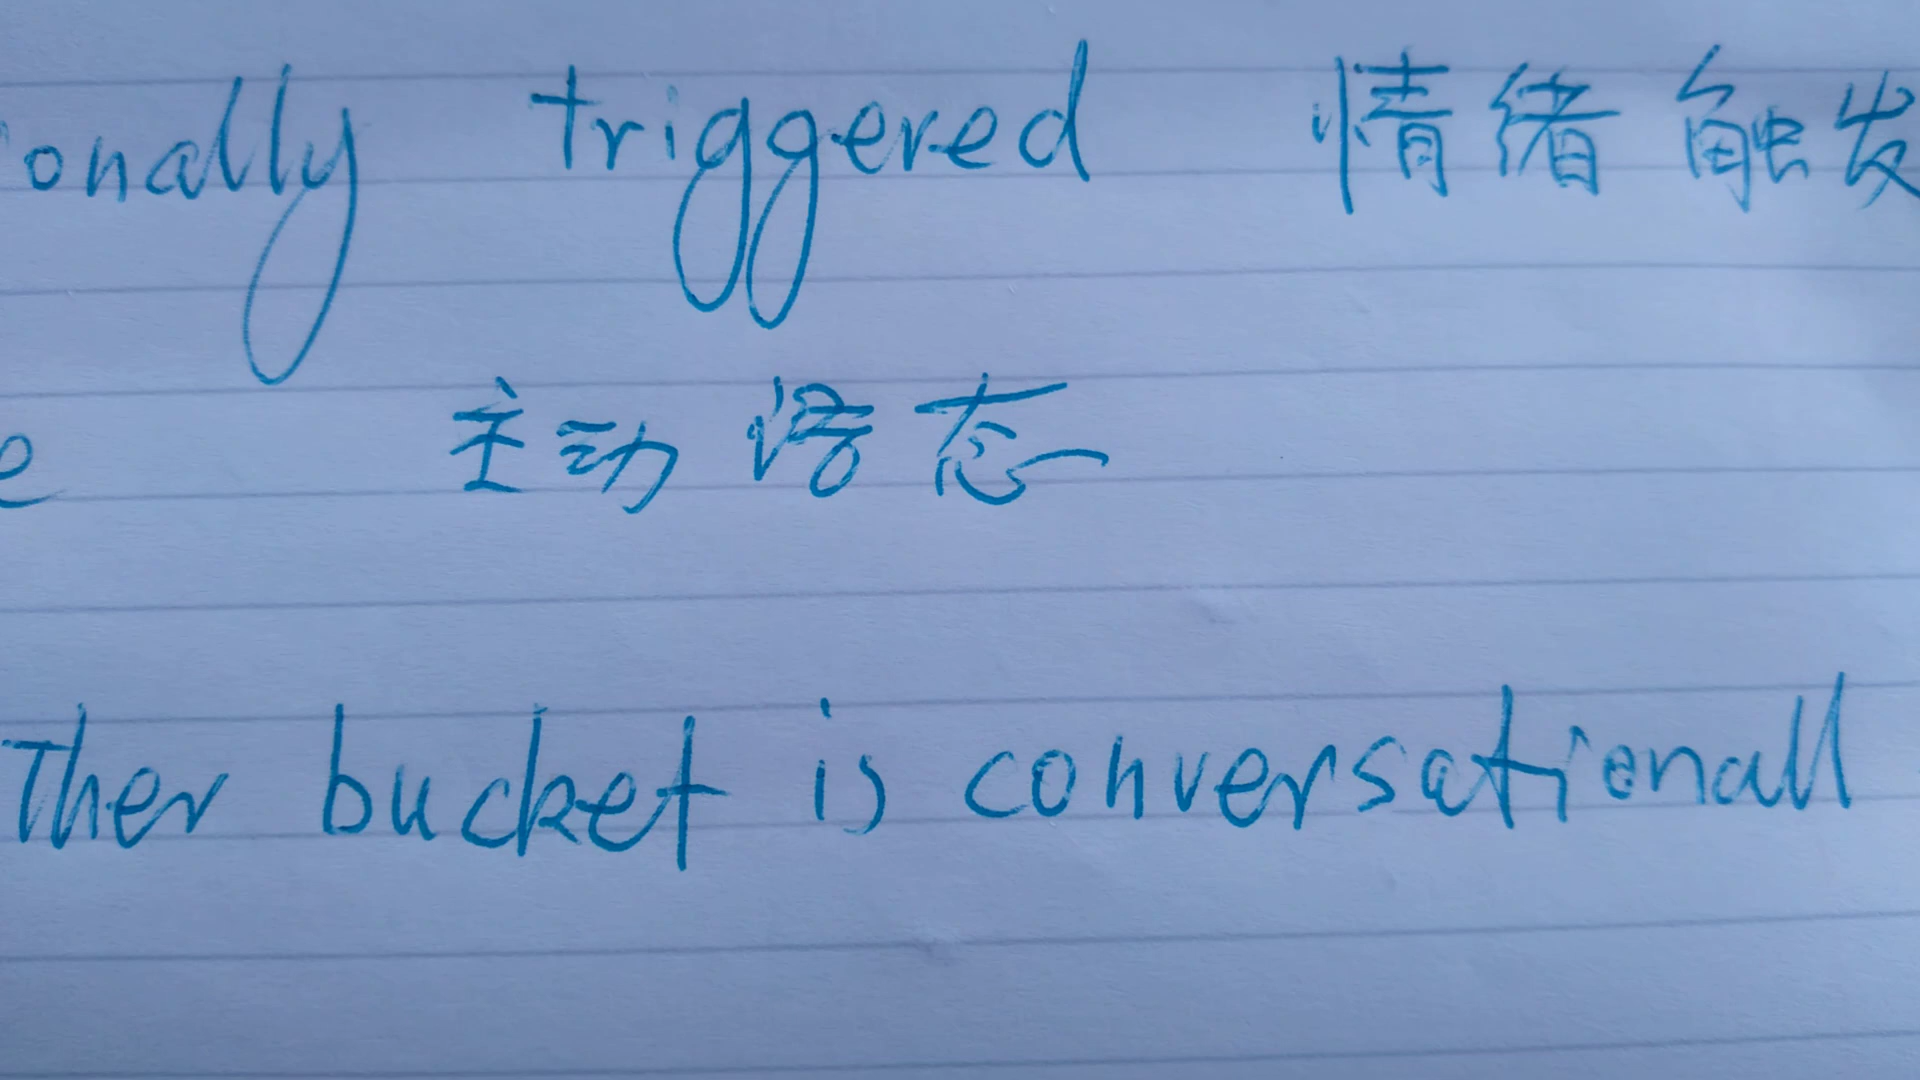 onally triggered 情绪触发
e 主动语态
Ther bucket is conversationall